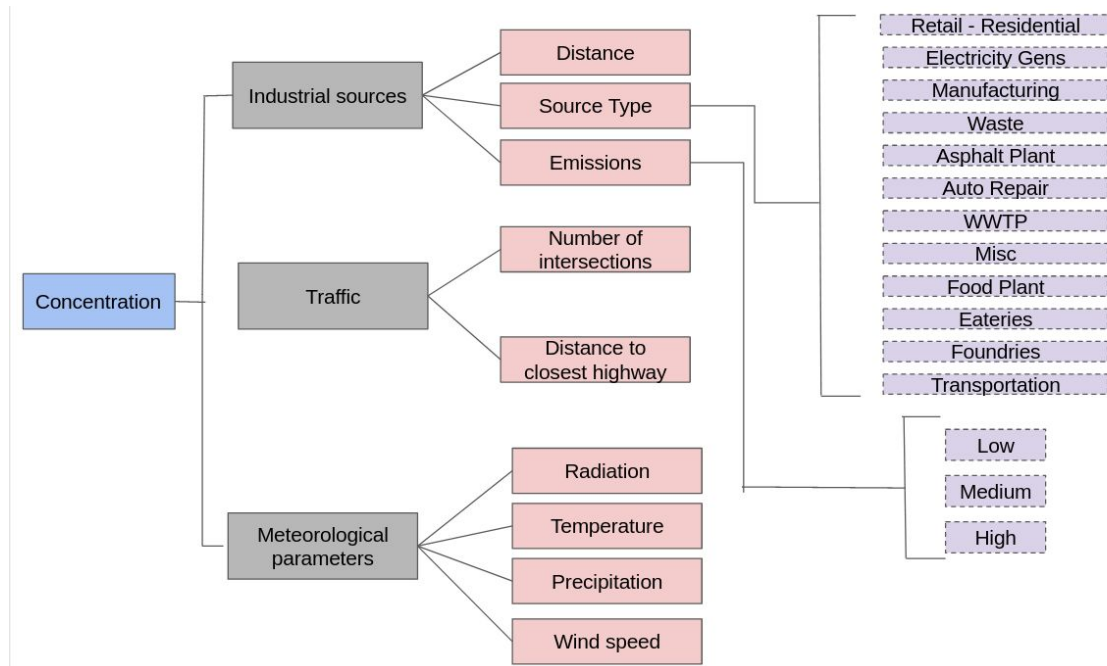 Concentration
Industrial sources
Traffic
Meteorological
parameters
Distance
Source Type
Emissions
Number of
intersections
Distance to
closest highway
Radiation
Temperature
Precipitation
Wind speed
Retail - Residential
Electricity Gens
Manufacturing
Waste
Asphalt Plant
Auto Repair
WWTP
Misc
Food Plant
Eateries
Foundries
Transportation
Low
Medium
High